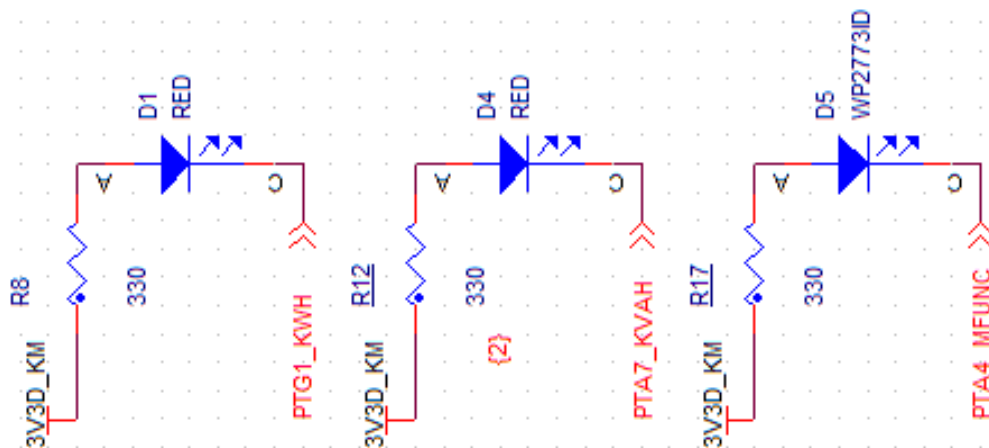 D1
RED
A
C
R8
330
3V3D_KM
PTG1_KWH
D4
RED
A
C
R12
330
3V3D_KM
{2}
PTA7_KVAH
D5
WP2773ID
A
C
R17
330
3V3D_KM
PTA4_MFUNC